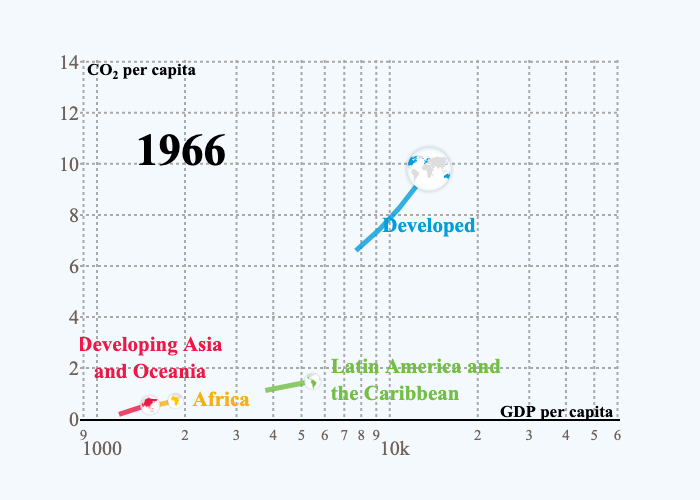 14
CO₂ per capita
12
1966
10
8
Developed
6
4
Developing Asia
and Oceania
2
Latin America and
the Caribbean
Africa
0
GDP per capita
9 2 3 4 5 6 7 8 9 2 3 4 5 6
1000 10k